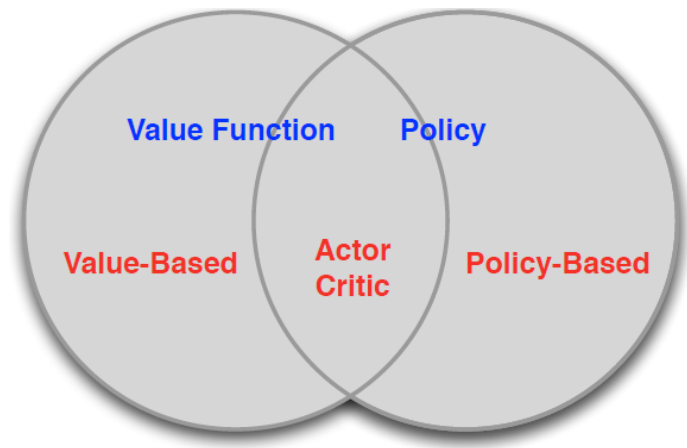 Value Function
Policy
Value-Based
Actor
Critic
Policy-Based